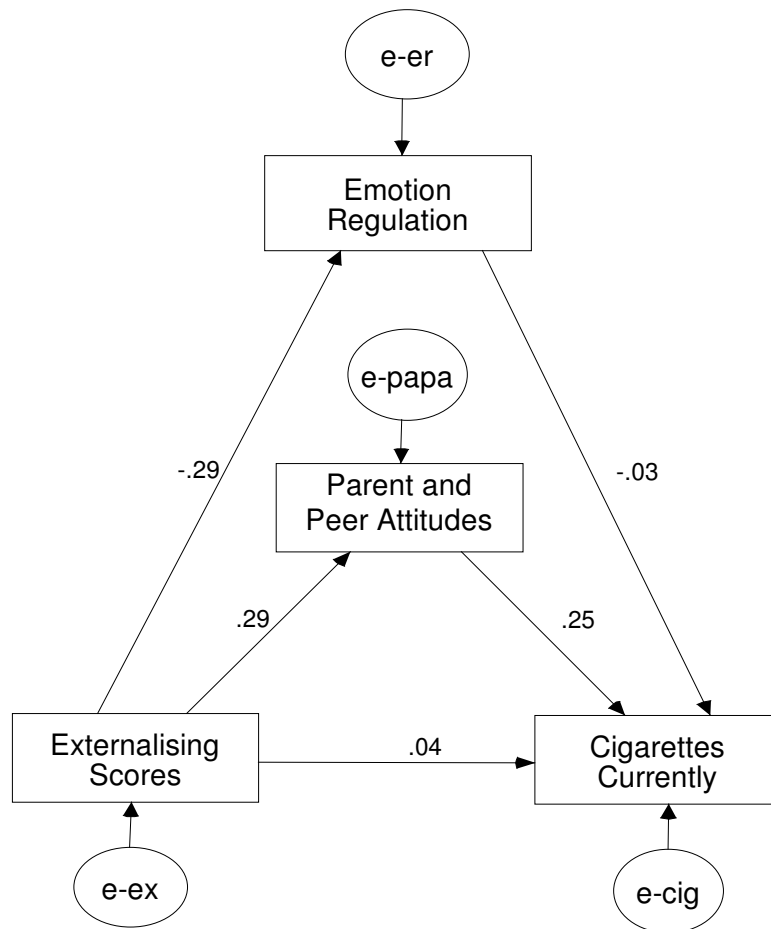 e-er
Emotion
Regulation
e-papa
-.29
-.03
Parent and
Peer Attitudes
.29
.25
Externalising
Scores
.04
Cigarettes
Currently
e-ex
e-cig